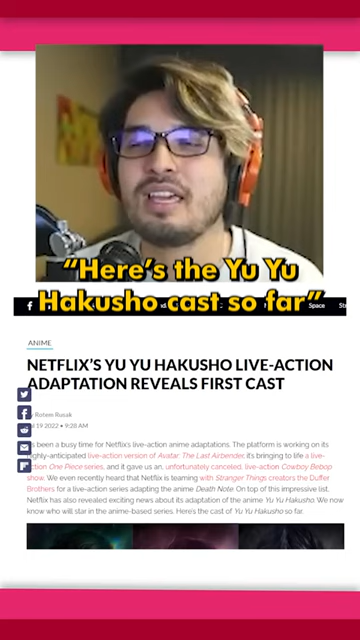 “Here’s the Yu Yu
Hakusho cast so far”
Space
ANIME
NETFLIX’S YU YU HAKUSHO LIVE-ACTION
ADAPTATION REVEALS FIRST CAST
Rotem Rusak
19 2022 • 9:28 AM
been a busy time for Netflix’s live-action anime adaptations. The platform is working on its
highly-anticipated live-action version of Avatar: The Last Airbender, it’s bringing to life a live-
action One Piece series, and it gave us an, unfortunately canceled, live-action Cowboy Bebop
show. We even recently heard that Netflix is teaming with Stranger Things creators the Duffer
Brothers for a live-action series adapting the anime Death Note. On top of this impressive list,
Netflix has also revealed exciting news about its adaptation of the anime Yu Yu Hakusho. We now
know who will star in the anime-based series. Here’s the cast of Yu Yu Hakusho so far.